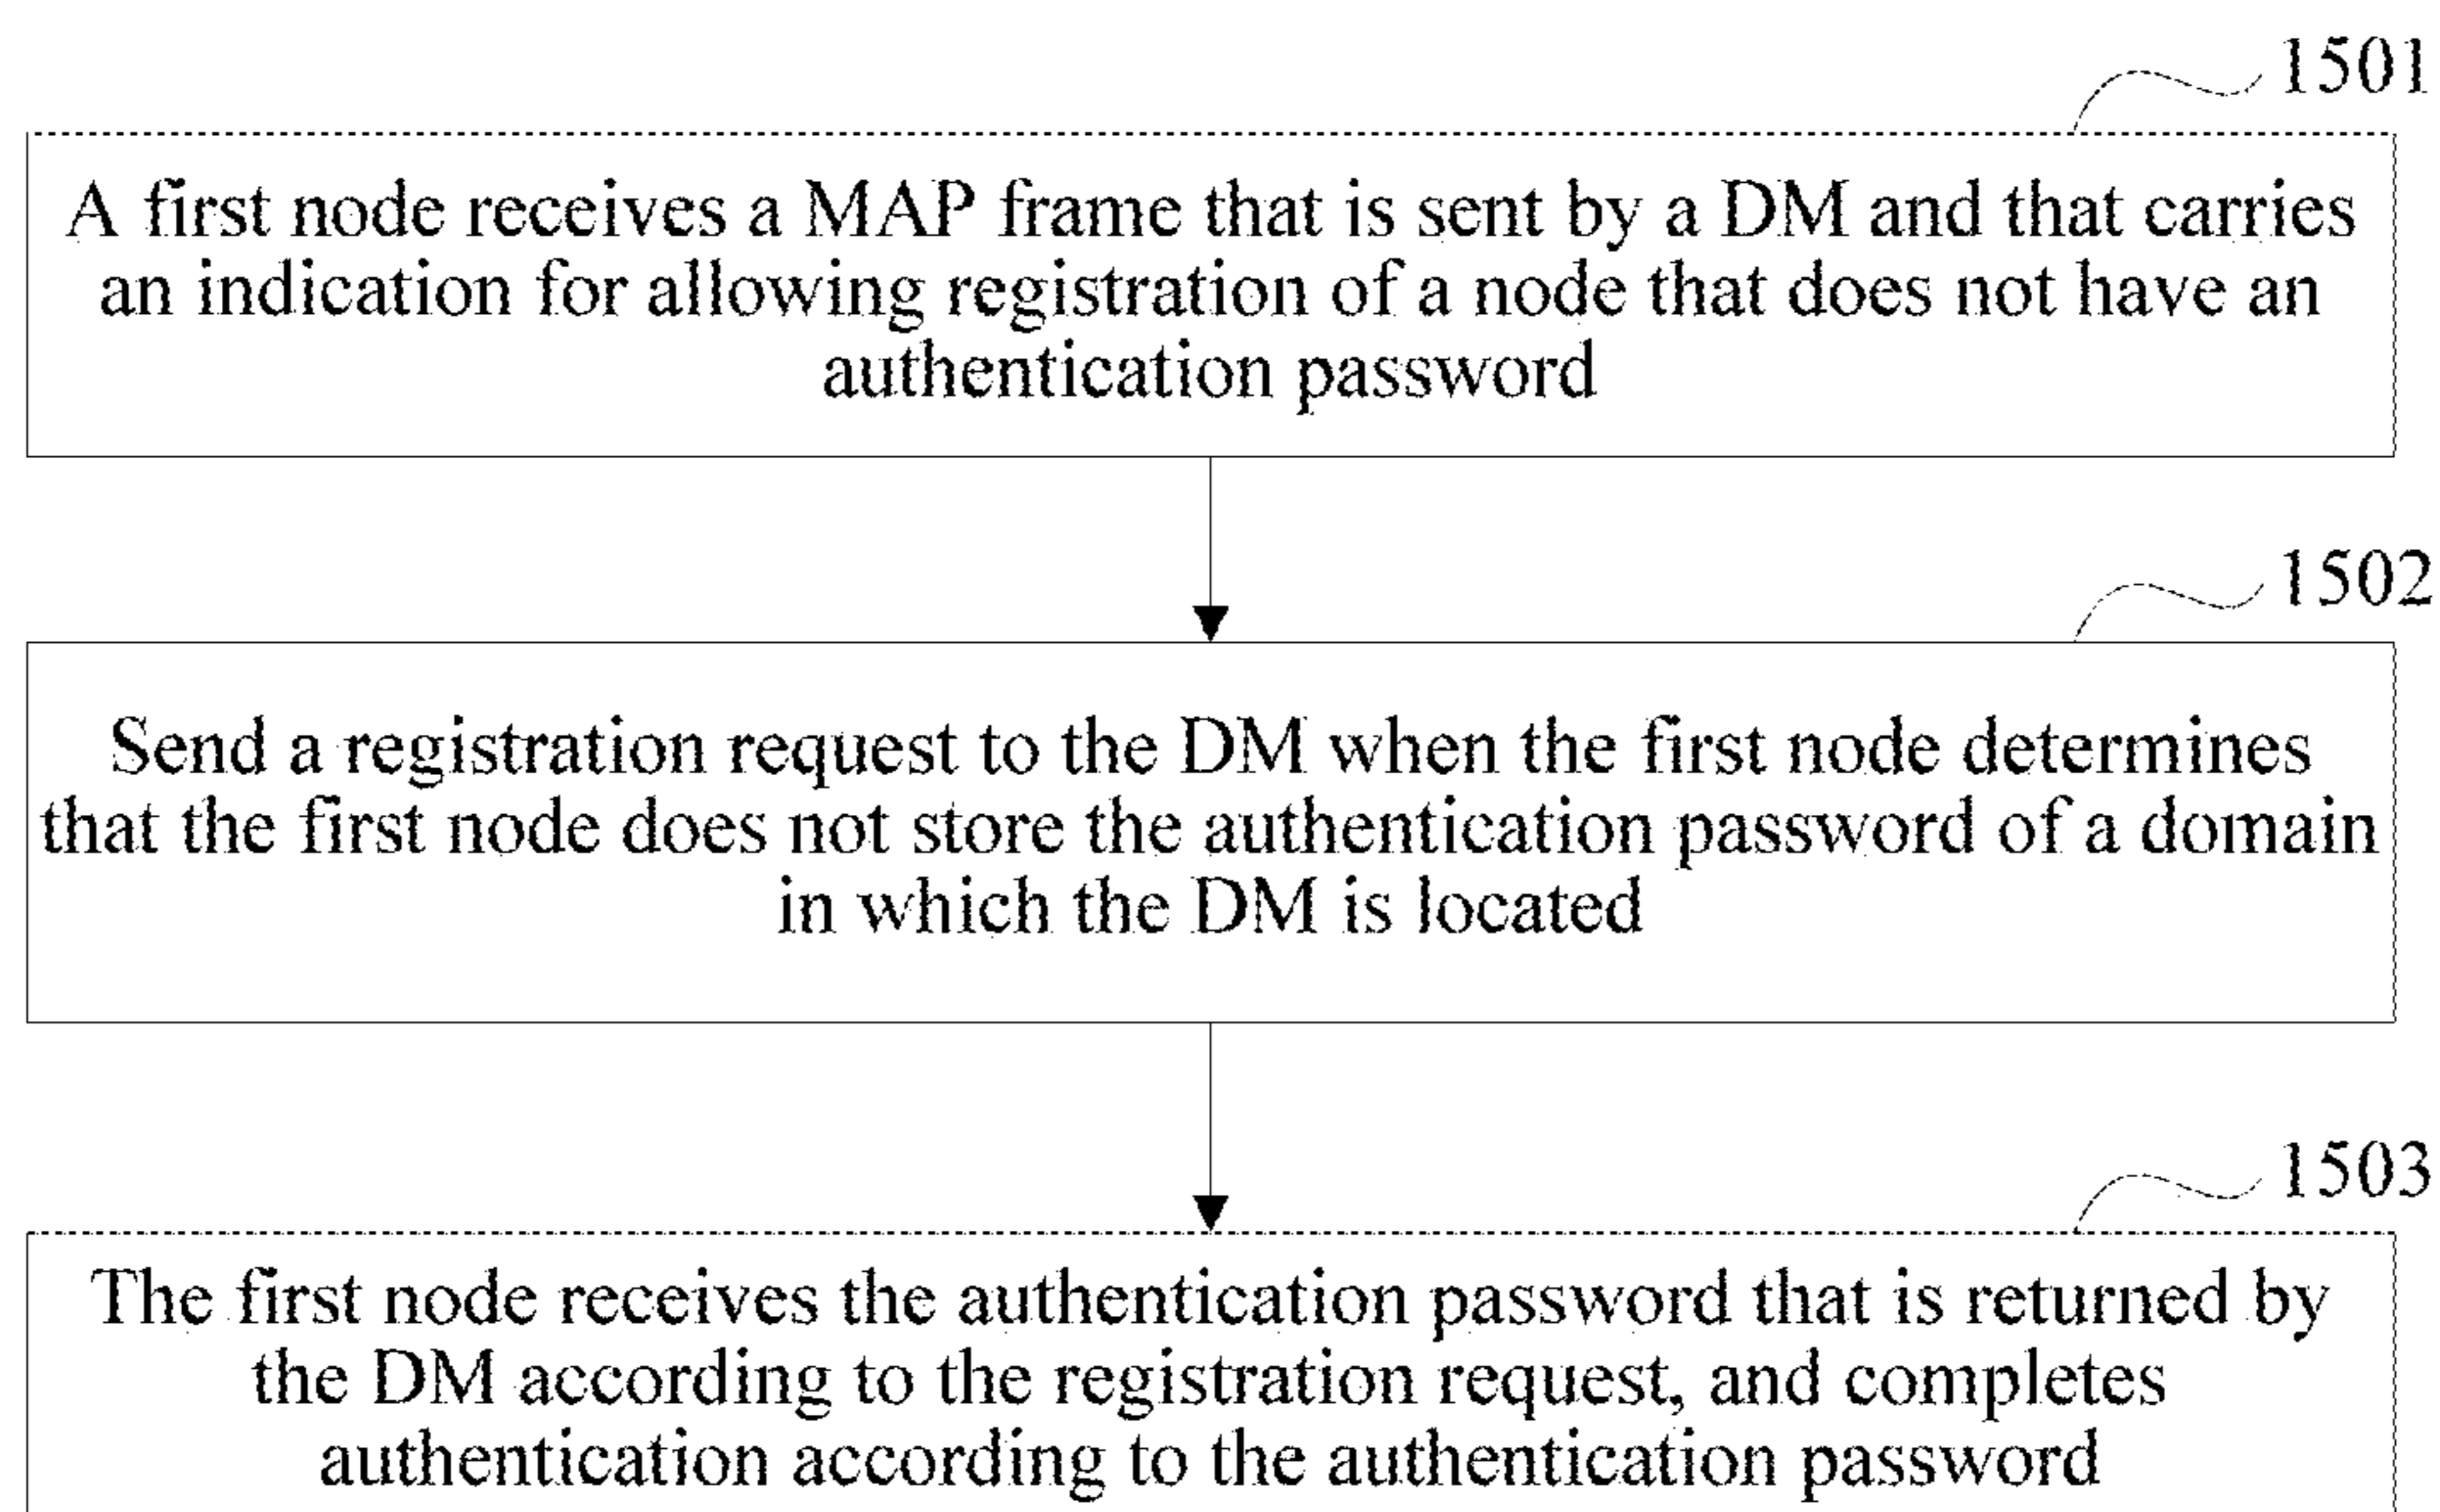 1501
A first node receives a MAP frame that is sent by a DM and that carries
an indication for allowing registration of a node that does not have an
authentication password
1502
Send a registration request to the DM when the first node determines
that the first node does not store the authentication password of a domain
in which the DM is located
1503
The first node receives the authentication password that is returned by
the DM according to the registration request, and completes
authentication according to the authentication password